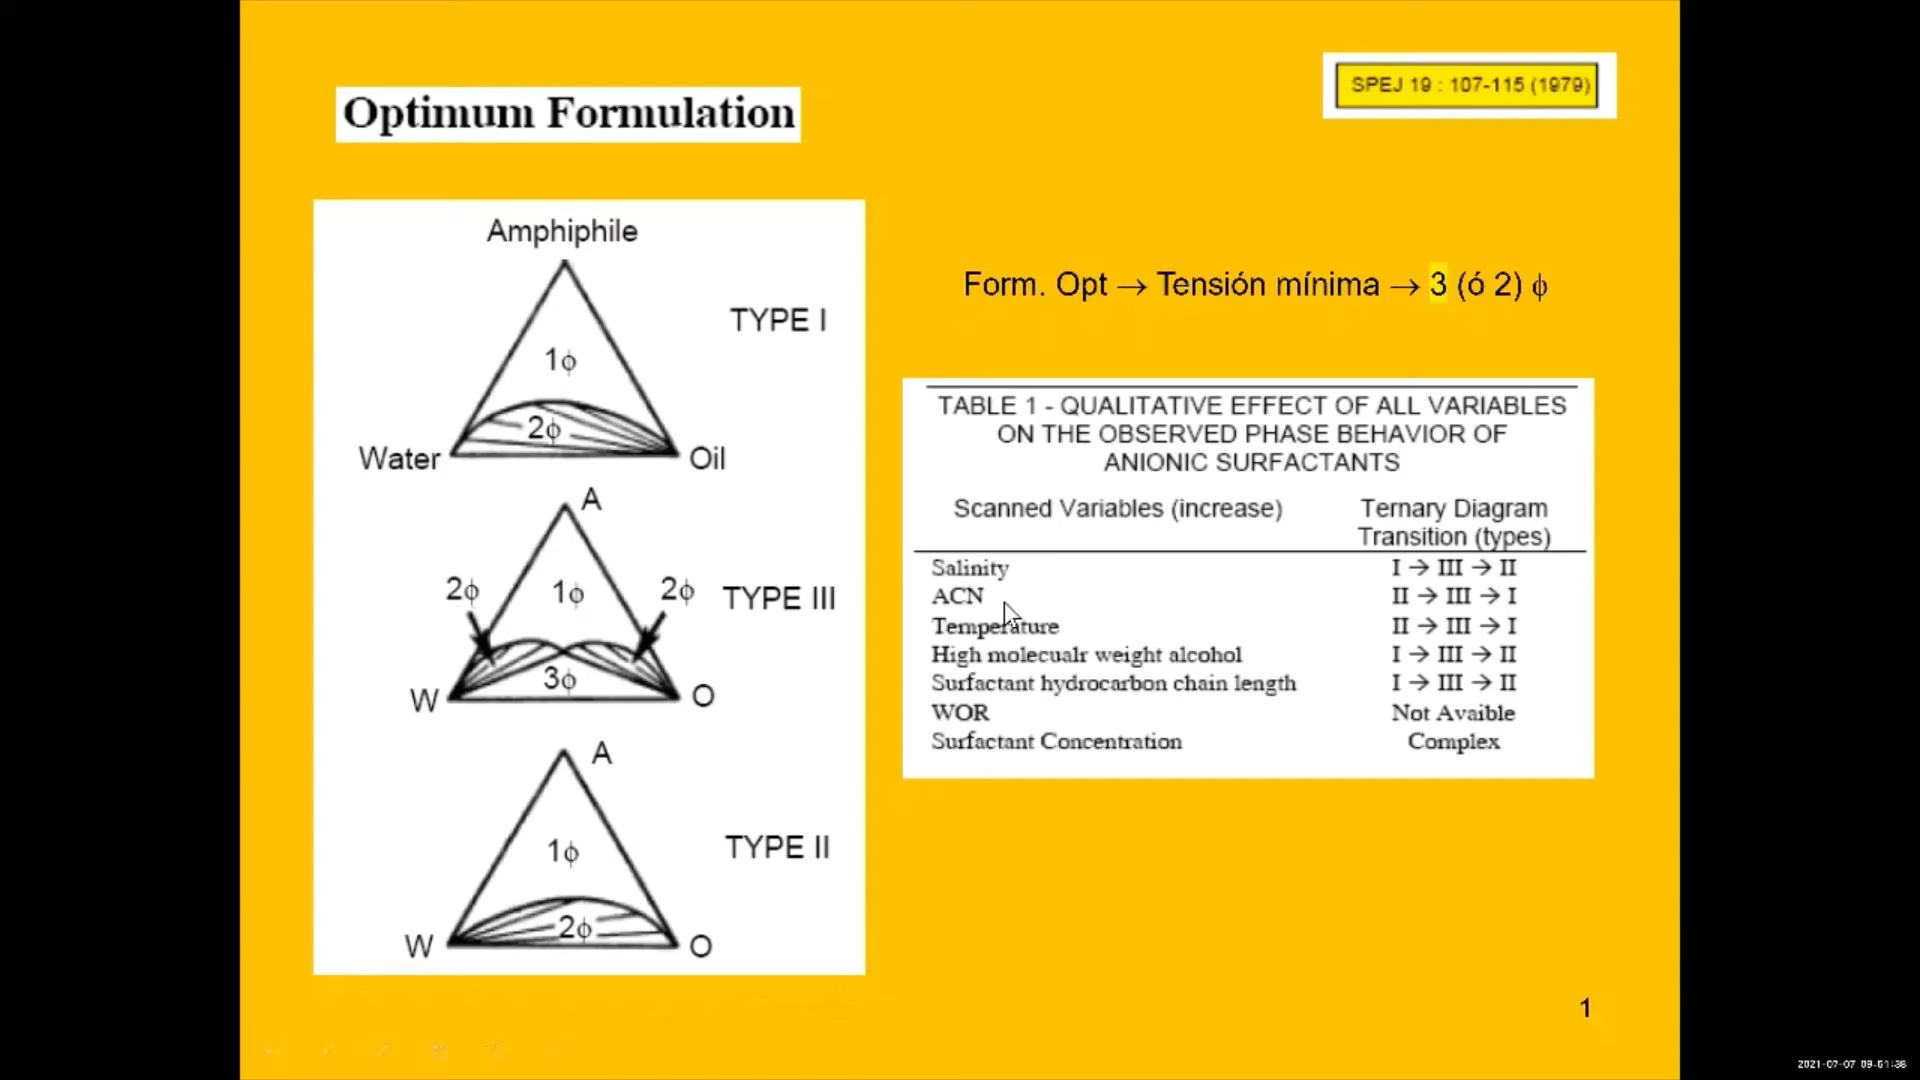 Optimum Formulation
SPEJ 19 : 107-115 (1979)
Amphiphile
TYPE I
1ϕ
2ϕ
Water
Oil
A
2ϕ
1ϕ
2ϕ
TYPE III
3ϕ
W
O
A
TYPE II
1ϕ
2ϕ
W
O
Form. Opt → Tensión mínima → 3 (ó 2) ϕ
TABLE 1 - QUALITATIVE EFFECT OF ALL VARIABLES
ON THE OBSERVED PHASE BEHAVIOR OF
ANIONIC SURFACTANTS
Scanned Variables (increase) Ternary Diagram
Transition (types)
Salinity I → III → II
ACN II → III → I
Temperature II → III → I
High molecualr weight alcohol I → III → II
Surfactant hydrocarbon chain length I → III → II
WOR Not Avaible
Surfactant Concentration Complex
1
2021-07-07 09:51:38